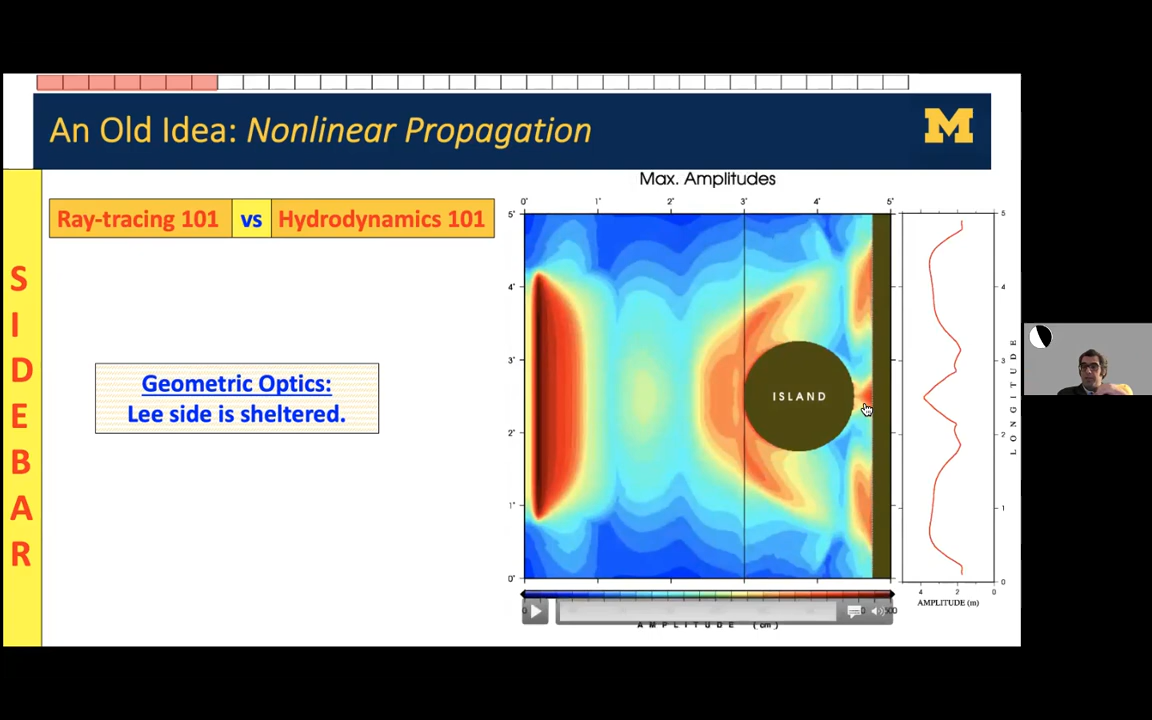 An Old Idea: Nonlinear Propagation
M
Max. Amplitudes
Ray-tracing 101 vs Hydrodynamics 101
SIDEBAR
Geometric Optics:
Lee side is sheltered.
0° 1° 2° 3° 4° 5°
5°
4°
3°
2°
1°
0°
ISLAND
AMPLITUDE (cm)
5
4
3
2
1
0
LONGITUDE
4 2 0
AMPLITUDE (m)